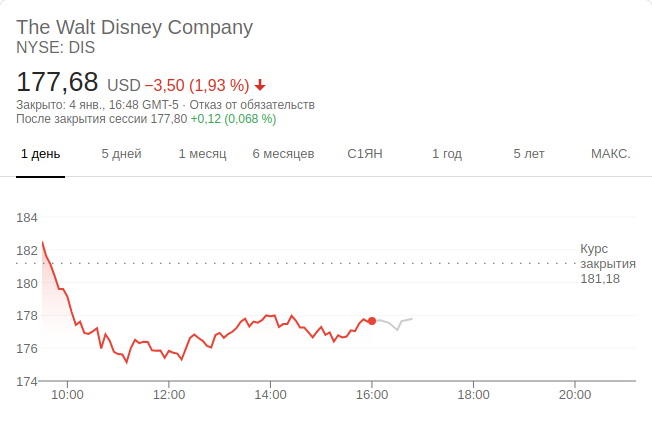 The Walt Disney Company
NYSE: DIS
177,68 USD −3,50 (1,93 %)
Закрыто: 4 янв., 16:48 GMT-5 · Отказ от обязательств
После закрытия сессии 177,80 +0,12 (0,068 %)
1 день 5 дней 1 месяц 6 месяцев С1ЯН 1 год 5 лет МАКС.
184
182
180
178
176
174
Курс
закрытия
181,18
10:00 12:00 14:00 16:00 18:00 20:00